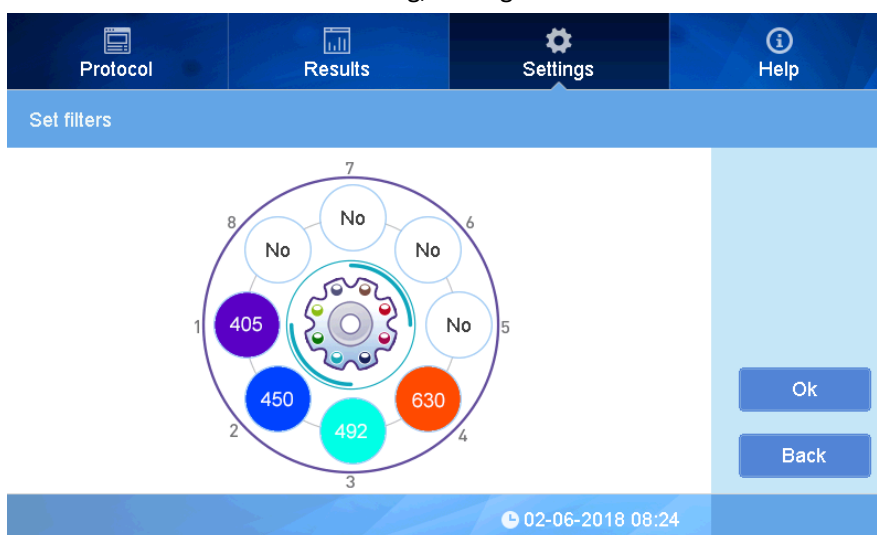 Protocol
Results
Settings
Help
Set filters
7
8
No
6
No
No
1
405
No
5
450
630
2
492
4
3
Ok
Back
02-06-2018 08:24